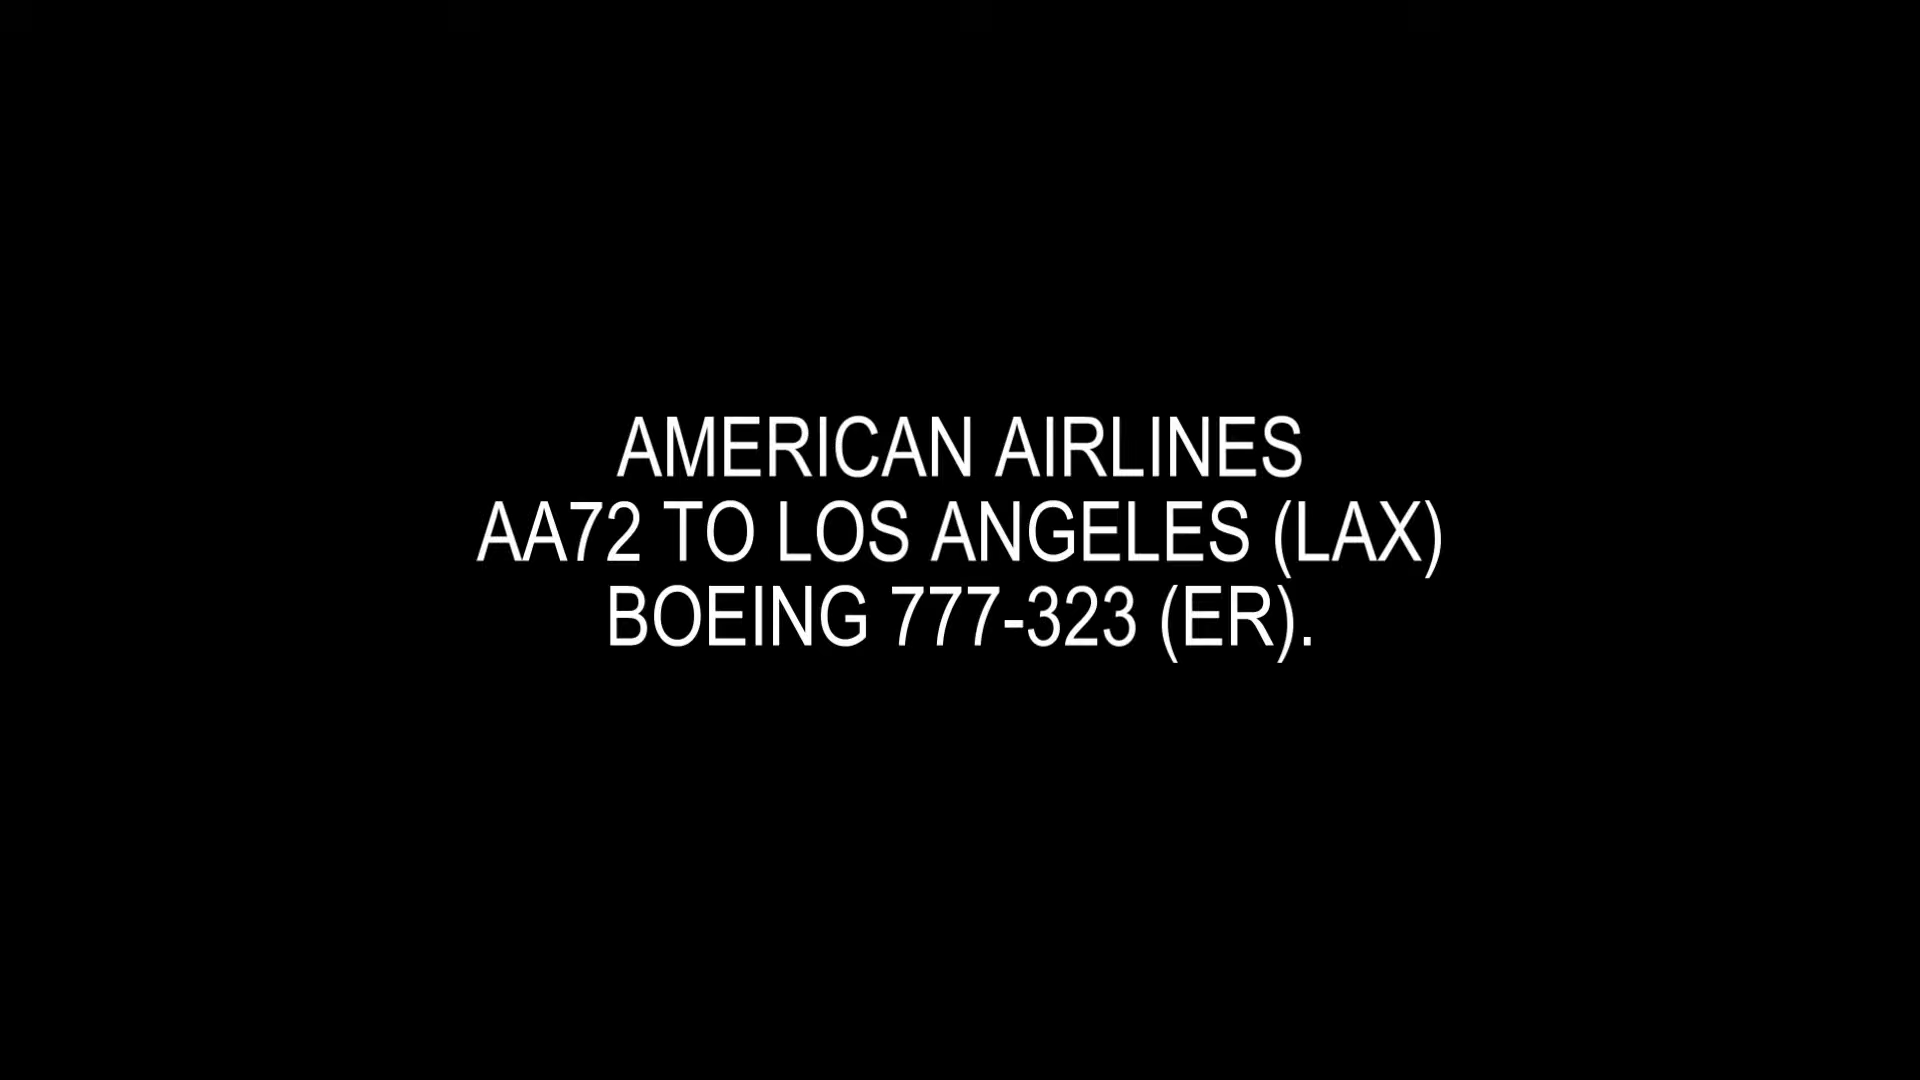 AMERICAN AIRLINES
AA72 TO LOS ANGELES (LAX)
BOEING 777-323 (ER).